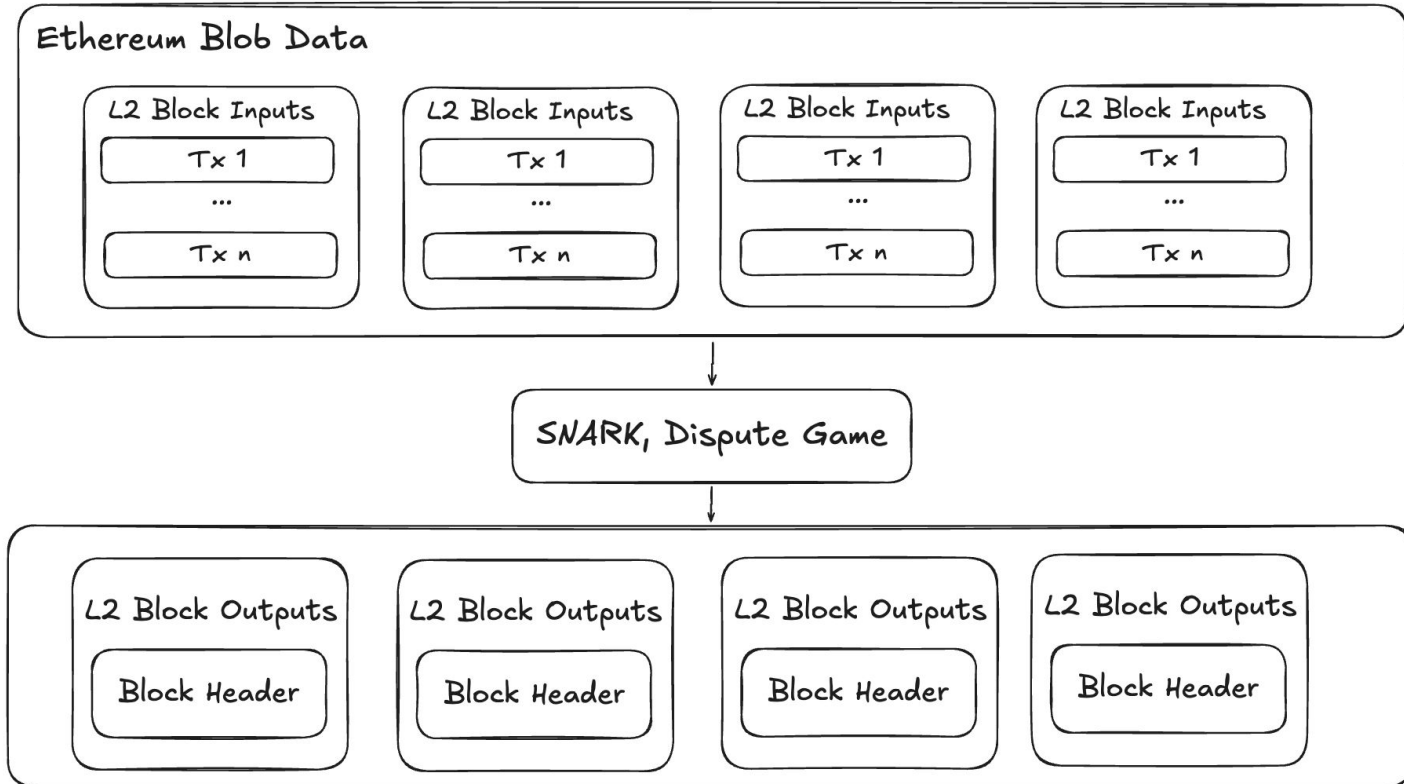 Ethereum Blob Data
L2 Block Inputs
Tx 1
...
Tx n
L2 Block Inputs
Tx 1
...
Tx n
L2 Block Inputs
Tx 1
...
Tx n
L2 Block Inputs
Tx 1
...
Tx n
SNARK, Dispute Game
L2 Block Outputs
Block Header
L2 Block Outputs
Block Header
L2 Block Outputs
Block Header
L2 Block Outputs
Block Header